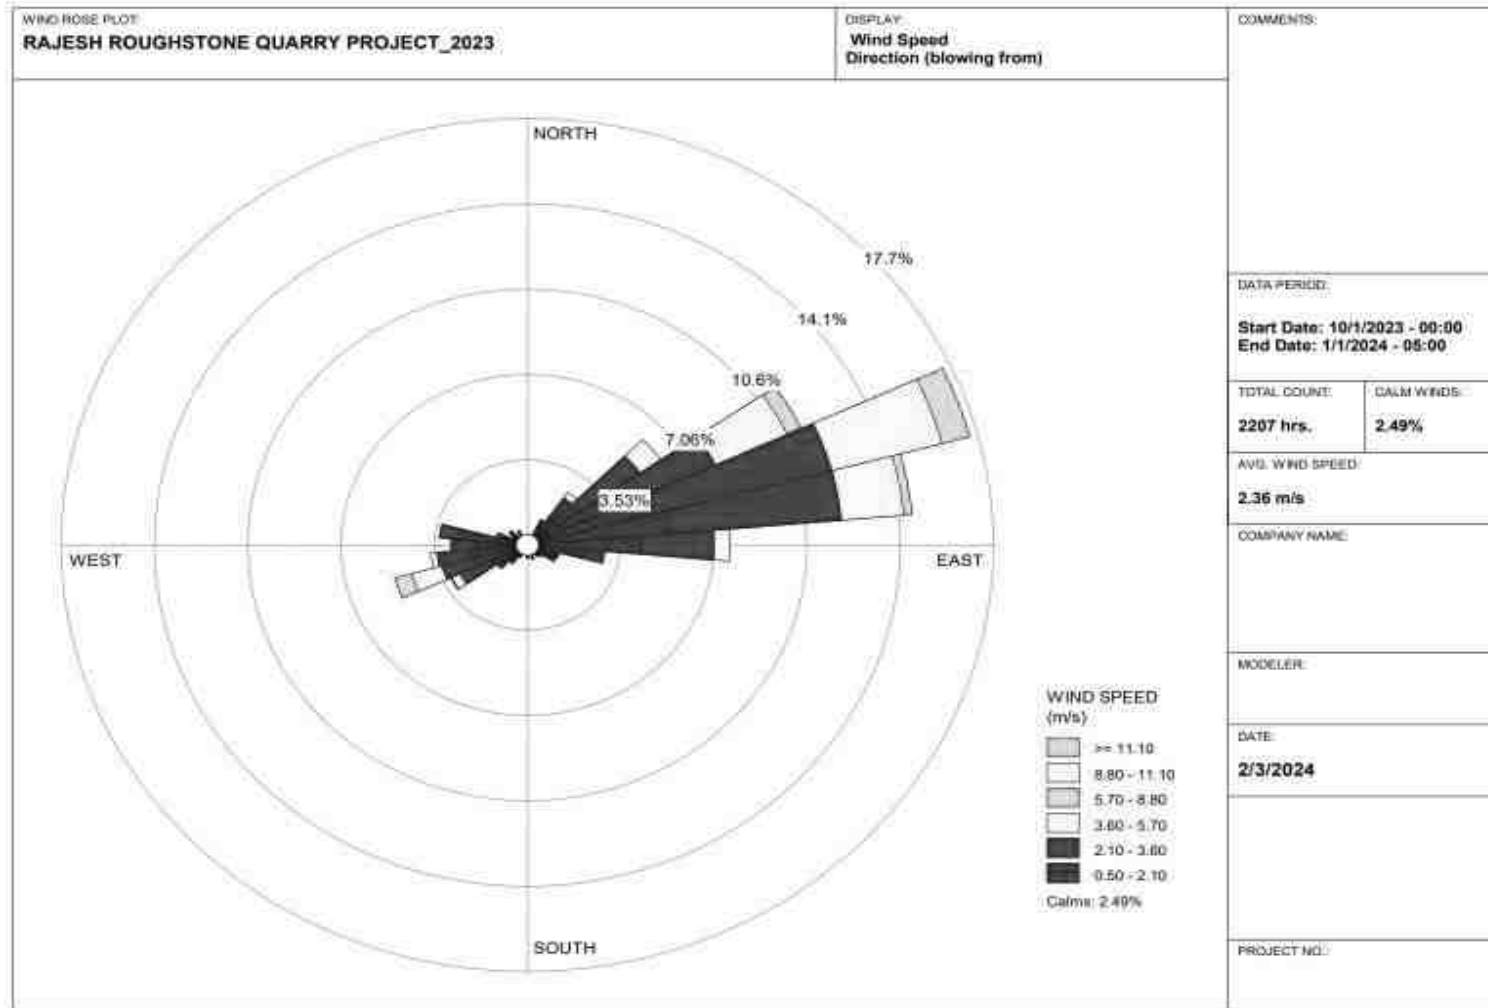 WIND ROSE PLOT:
RAJESH ROUGHSTONE QUARRY PROJECT_2023
DISPLAY:
Wind Speed
Direction (blowing from)
COMMENTS:
NORTH
17.7%
14.1%
10.6%
7.06%
3.53%
WEST
EAST
SOUTH
WIND SPEED
(m/s)
>= 11.10
8.80 - 11.10
5.70 - 8.80
3.60 - 5.70
2.10 - 3.60
0.50 - 2.10
Calms: 2.49%
DATA PERIOD:
Start Date: 10/1/2023 - 00:00
End Date: 1/1/2024 - 05:00
TOTAL COUNT:
2207 hrs.
CALM WINDS:
2.49%
AVG. WIND SPEED:
2.36 m/s
COMPANY NAME:
MODELER:
DATE:
2/3/2024
PROJECT NO.: